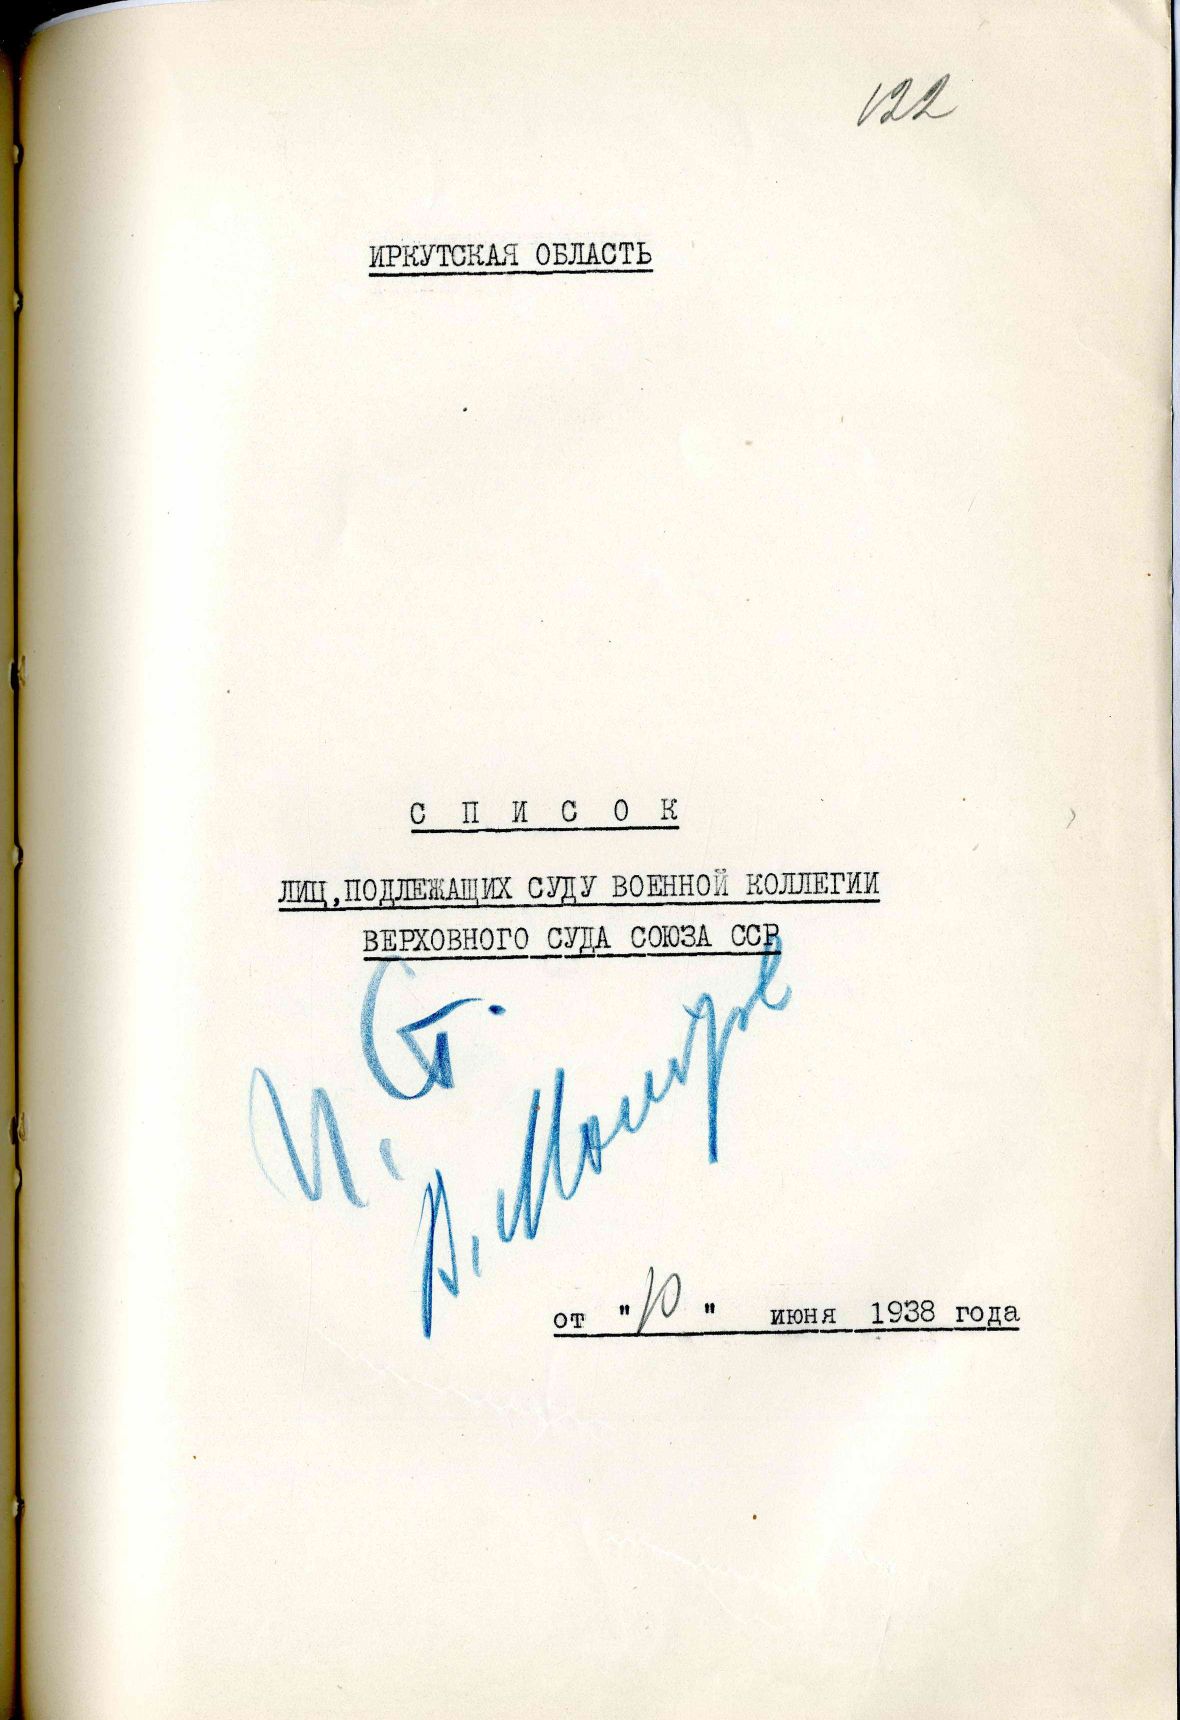 122
ИРКУТСКАЯ ОБЛАСТЬ
С П И С О К
ЛИЦ, ПОДЛЕЖАЩИХ СУДУ ВОЕННОЙ КОЛЛЕГИИ
ВЕРХОВНОГО СУДА СОЮЗА ССР
И. Ст.
В. Молотов
от "10" июня 1938 года